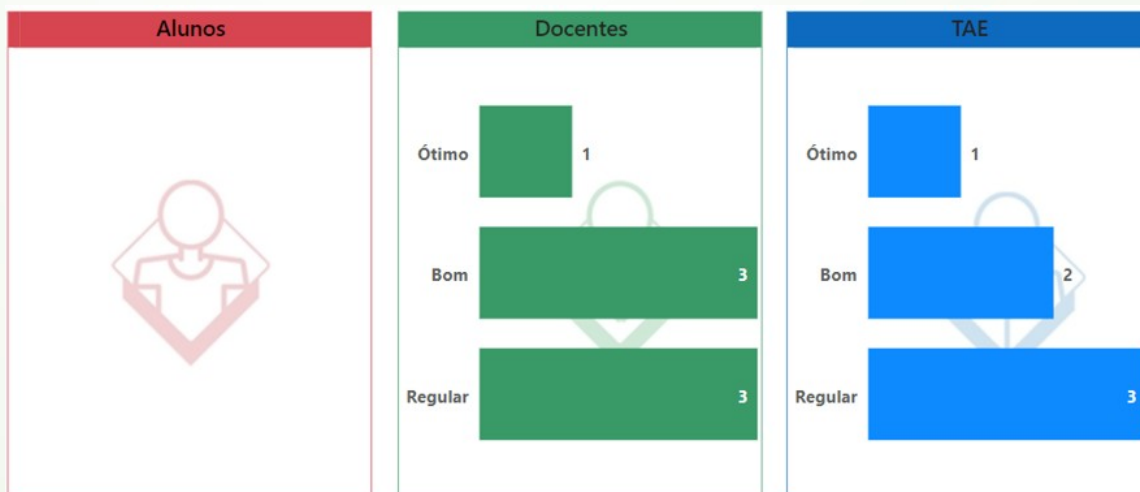 Alunos
Docentes
Ótimo
1
Bom
3
Regular
3
TAE
Ótimo
1
Bom
2
Regular
3